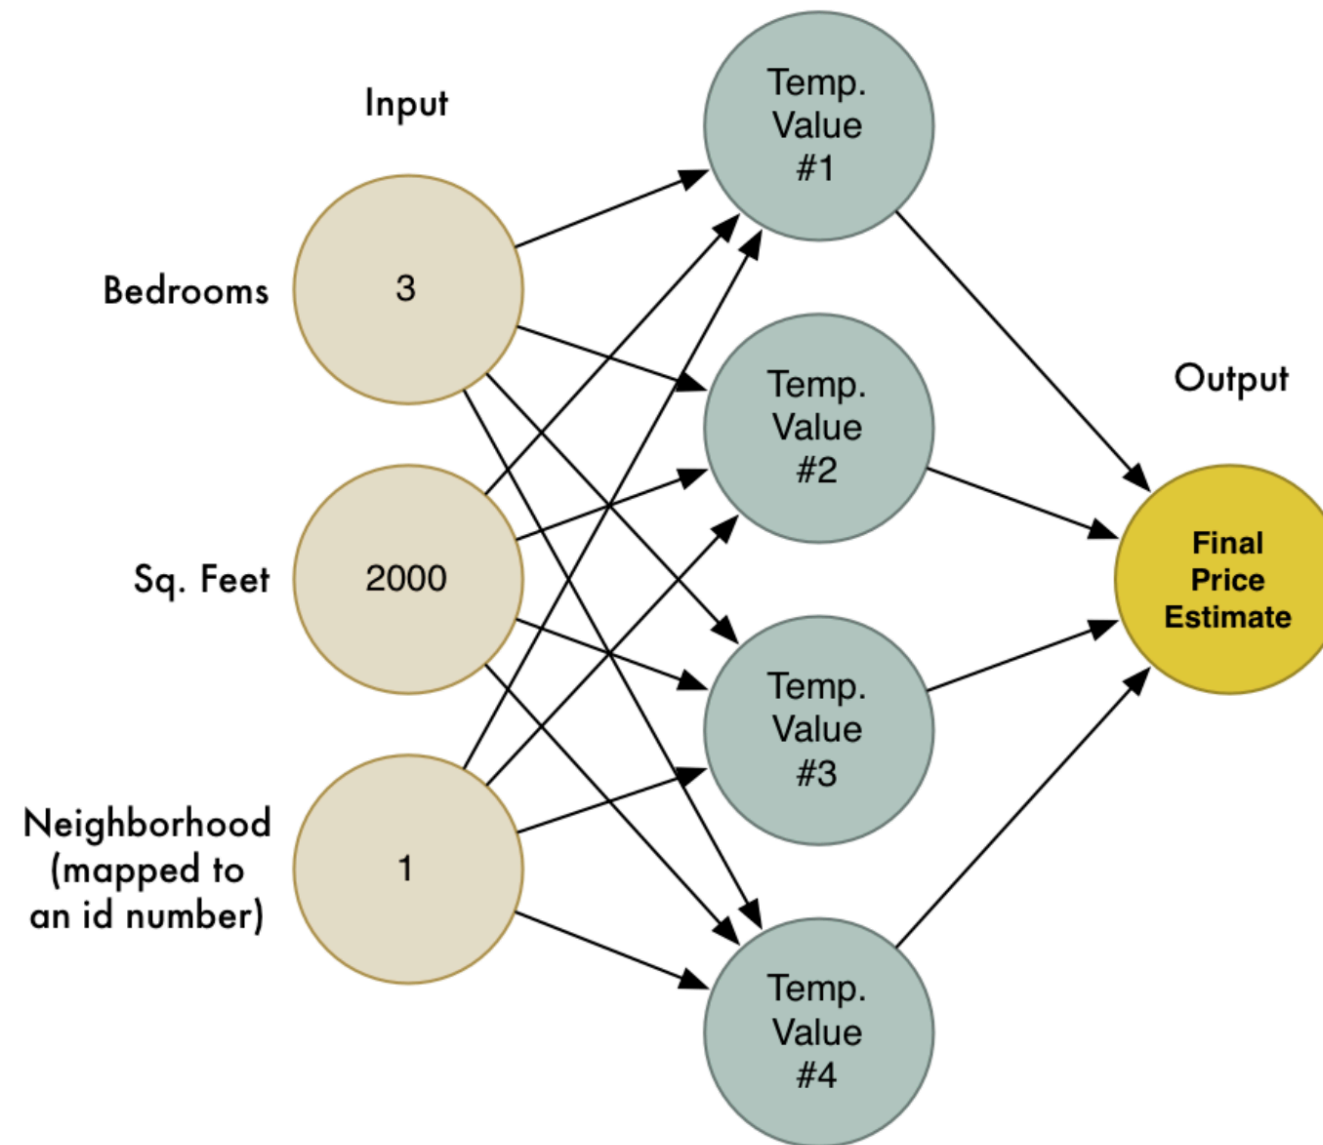 Input
Bedrooms
3
Sq. Feet
2000
Neighborhood
(mapped to
an id number)
1
Temp.
Value
#1
Temp.
Value
#2
Temp.
Value
#3
Temp.
Value
#4
Output
Final
Price
Estimate